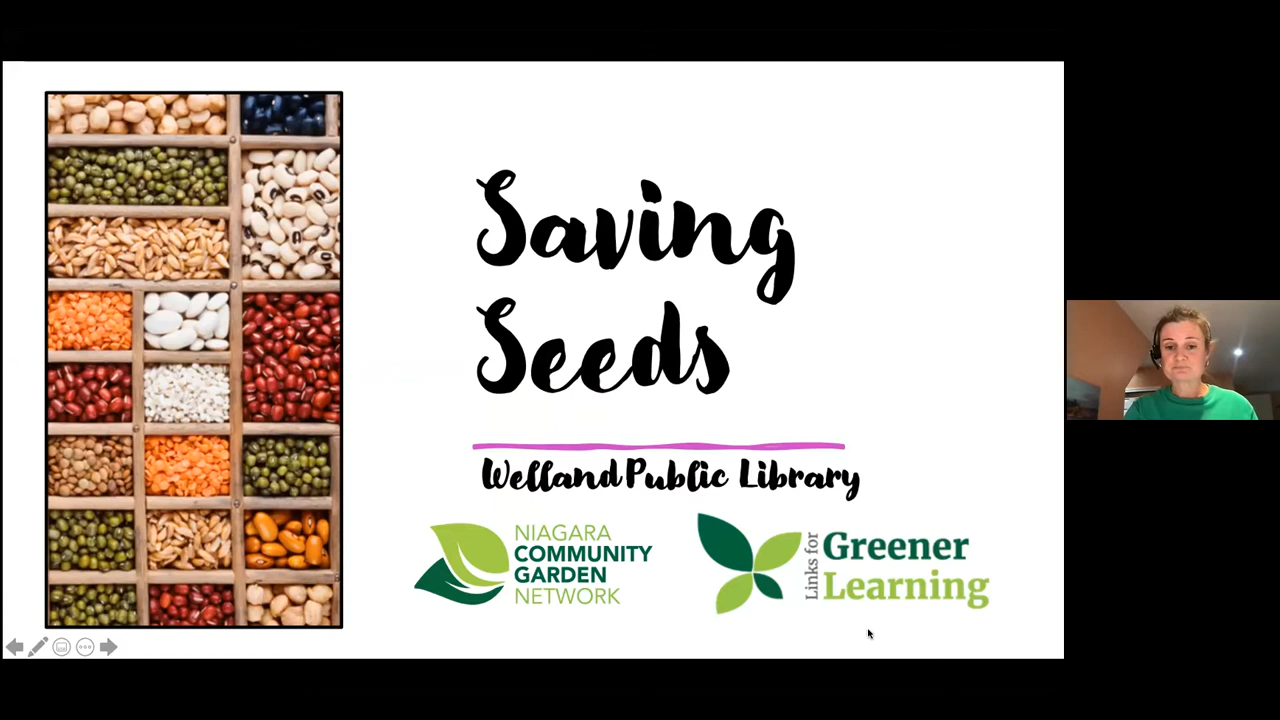 Saving
Seeds
Welland Public Library
NIAGARA
COMMUNITY
GARDEN
NETWORK
Links for
Greener
Learning